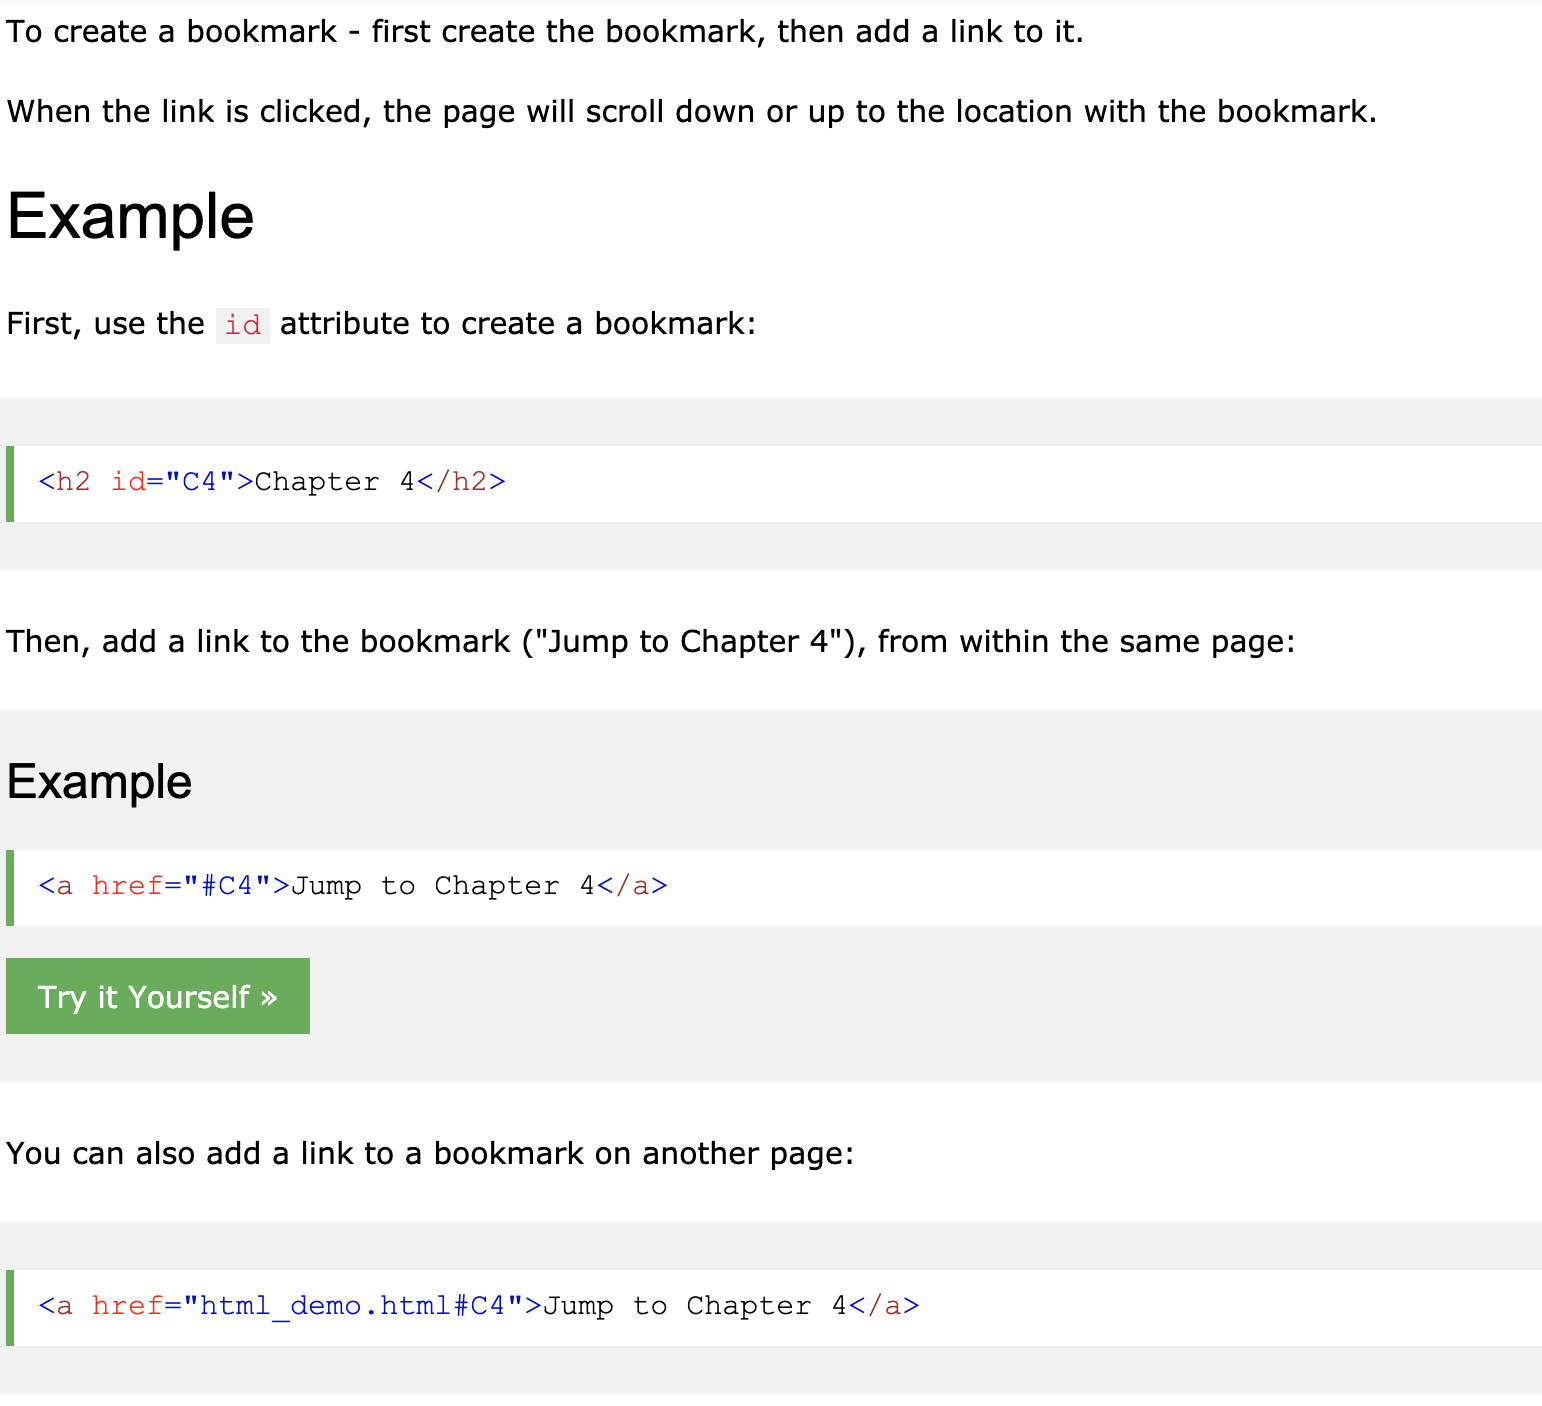 To create a bookmark - first create the bookmark, then add a link to it.
When the link is clicked, the page will scroll down or up to the location with the bookmark.
Example
First, use the id attribute to create a bookmark:
<h2 id="C4">Chapter 4</h2>
Then, add a link to the bookmark ("Jump to Chapter 4"), from within the same page:
Example
<a href="#C4">Jump to Chapter 4</a>
Try it Yourself »
You can also add a link to a bookmark on another page:
<a href="html_demo.html#C4">Jump to Chapter 4</a>